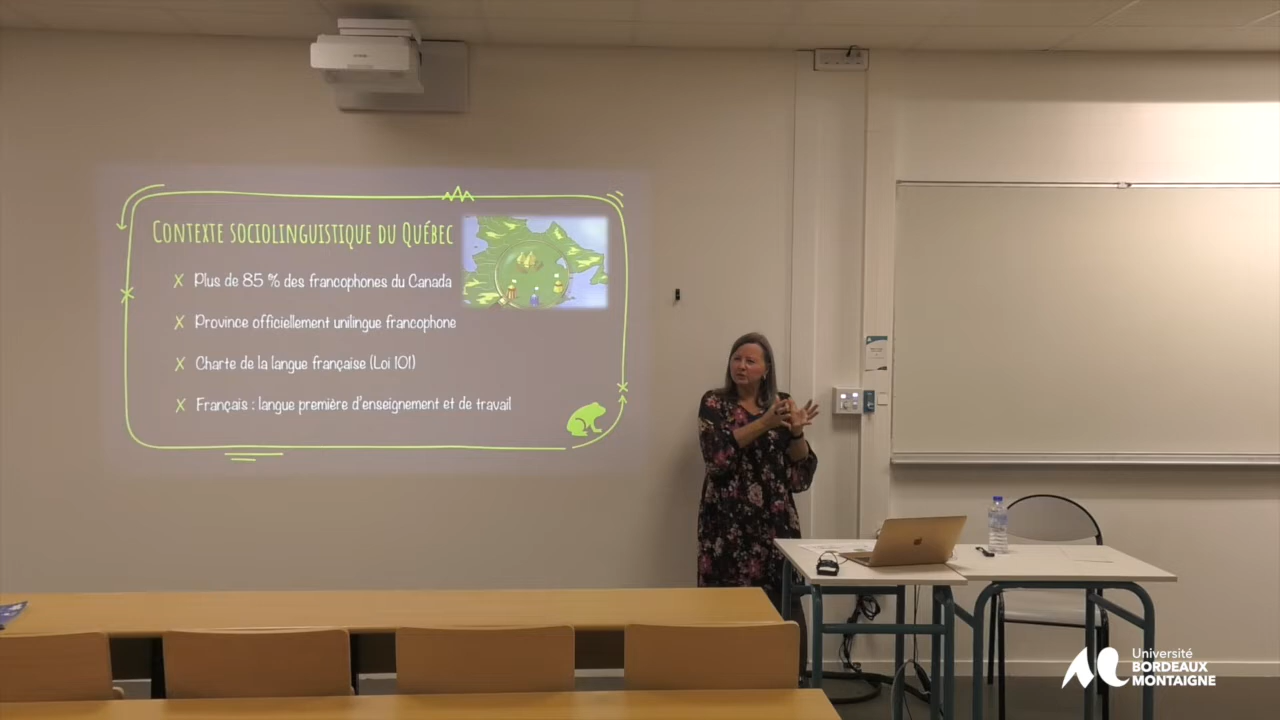 CONTEXTE SOCIOLINGUISTIQUE DU QUÉBEC
X Plus de 85 % des francophones du Canada
X Province officiellement unilingue francophone
X Charte de la langue française (Loi 101)
X Français : langue première d'enseignement et de travail
Université
BORDEAUX
MONTAIGNE